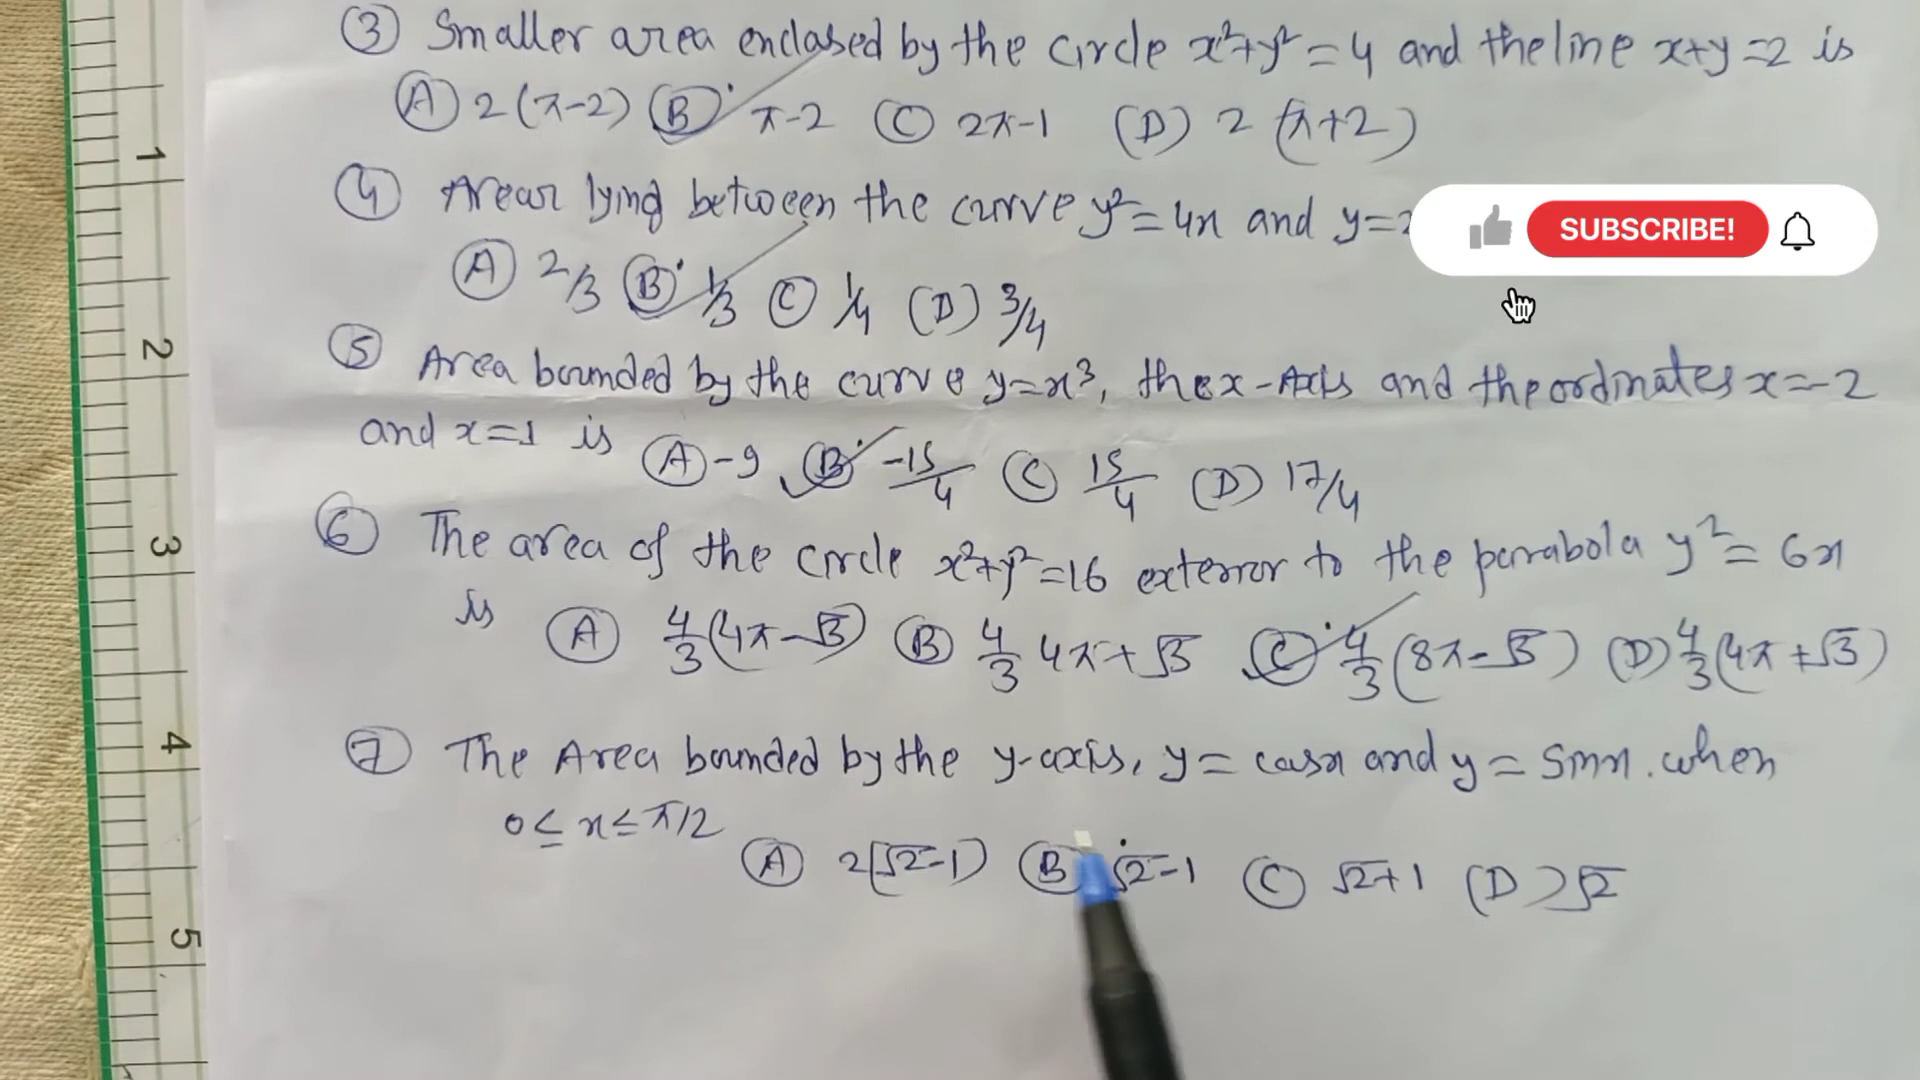 ③ Smaller area enclosed by the circle x²+y²=4 and the line x+y=2 is
Ⓐ 2(π-2) Ⓑ π-2 Ⓒ 2π-1 (D) 2(π+2)
④ Arear lying between the curve y²=4x and y=2
SUBSCRIBE!
Ⓐ 2/3 Ⓑ 1/3 Ⓒ 1/4 (D) 3/4
⑤ Area bounded by the curve y=x³, the x-Axis and the ordinates x=-2
and x=1 is Ⓐ -9 Ⓑ -15/4 Ⓒ 15/4 (D) 17/4
⑥ The area of the circle x²+y²=16 exterior to the parabola y²=6x
is Ⓐ 4/3(4π-√3) Ⓑ 4/3 4π+√3 Ⓒ 4/3(8π-√3) (D) 4/3(4π+√3)
⑦ The Area bounded by the y-axis, y=cosx and y=sinx. when
0≤x≤π/2
Ⓐ 2(√2-1) Ⓑ √2-1 Ⓒ √2+1 (D) √2
1
2
3
4
5